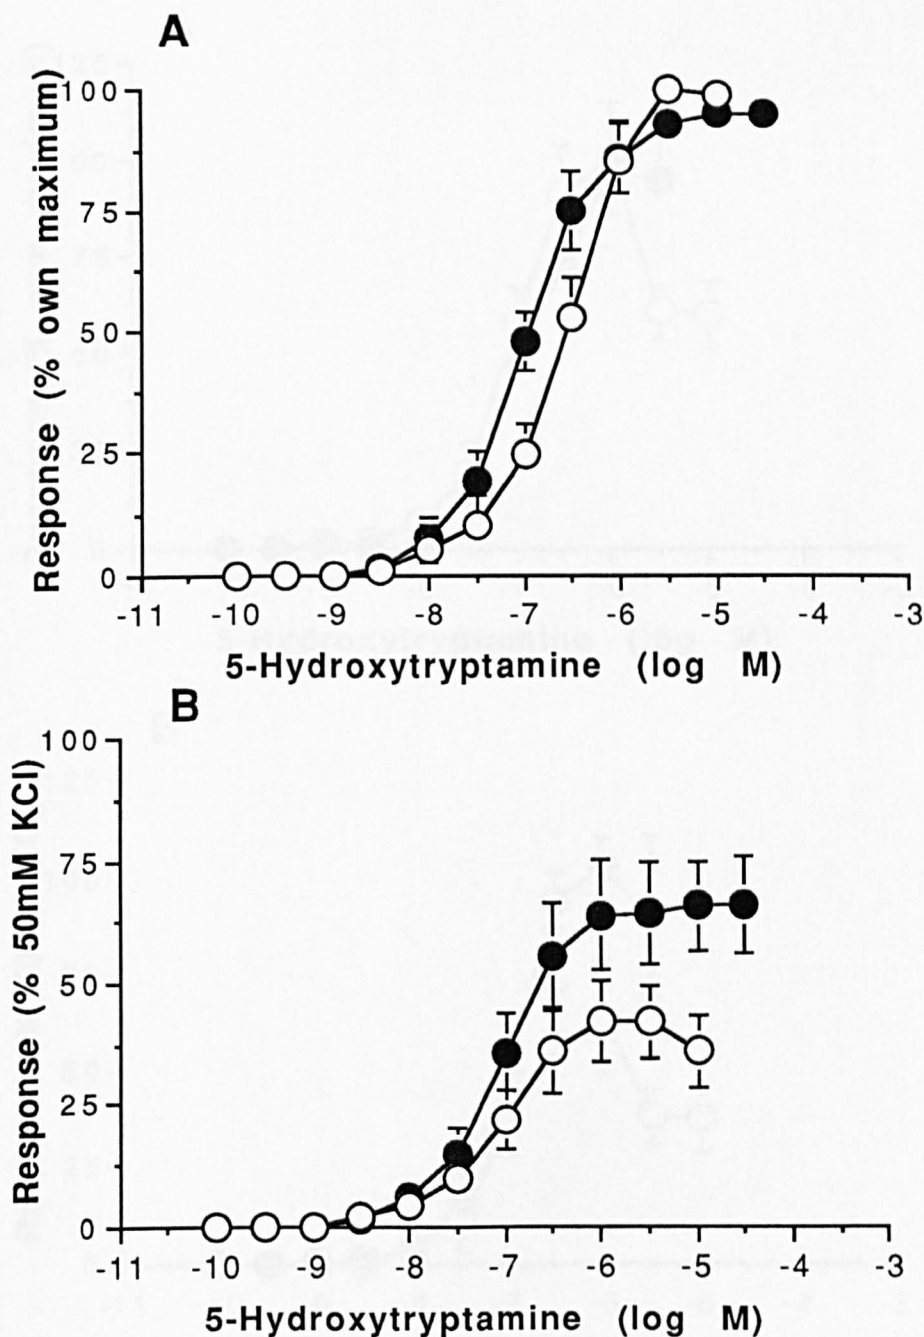 A
Response (% own maximum)
100
75
50
25
0
-11 -10 -9 -8 -7 -6 -5 -4 -3
5-Hydroxytryptamine (log M)
B
Response (% 50mM KCl)
100
75
50
25
0
-11 -10 -9 -8 -7 -6 -5 -4 -3
5-Hydroxytryptamine (log M)